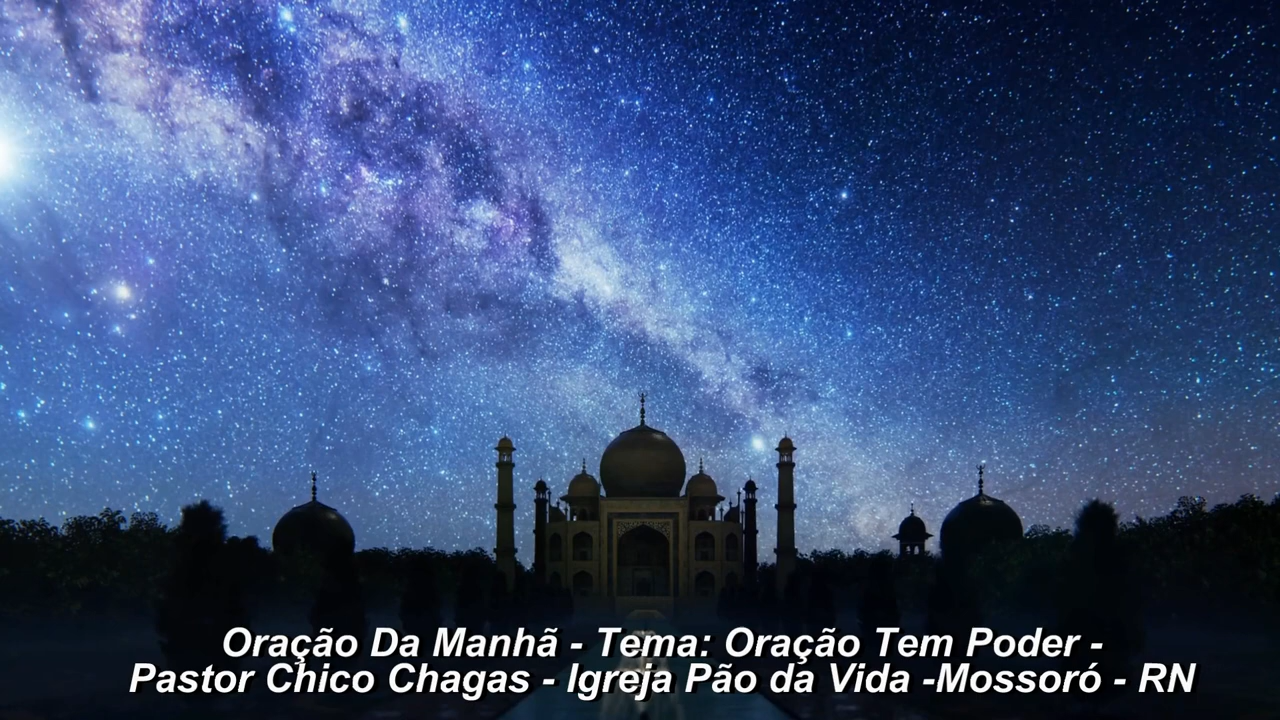 Oração Da Manhã - Tema: Oração Tem Poder -
Pastor Chico Chagas - Igreja Pão da Vida -Mossoró - RN